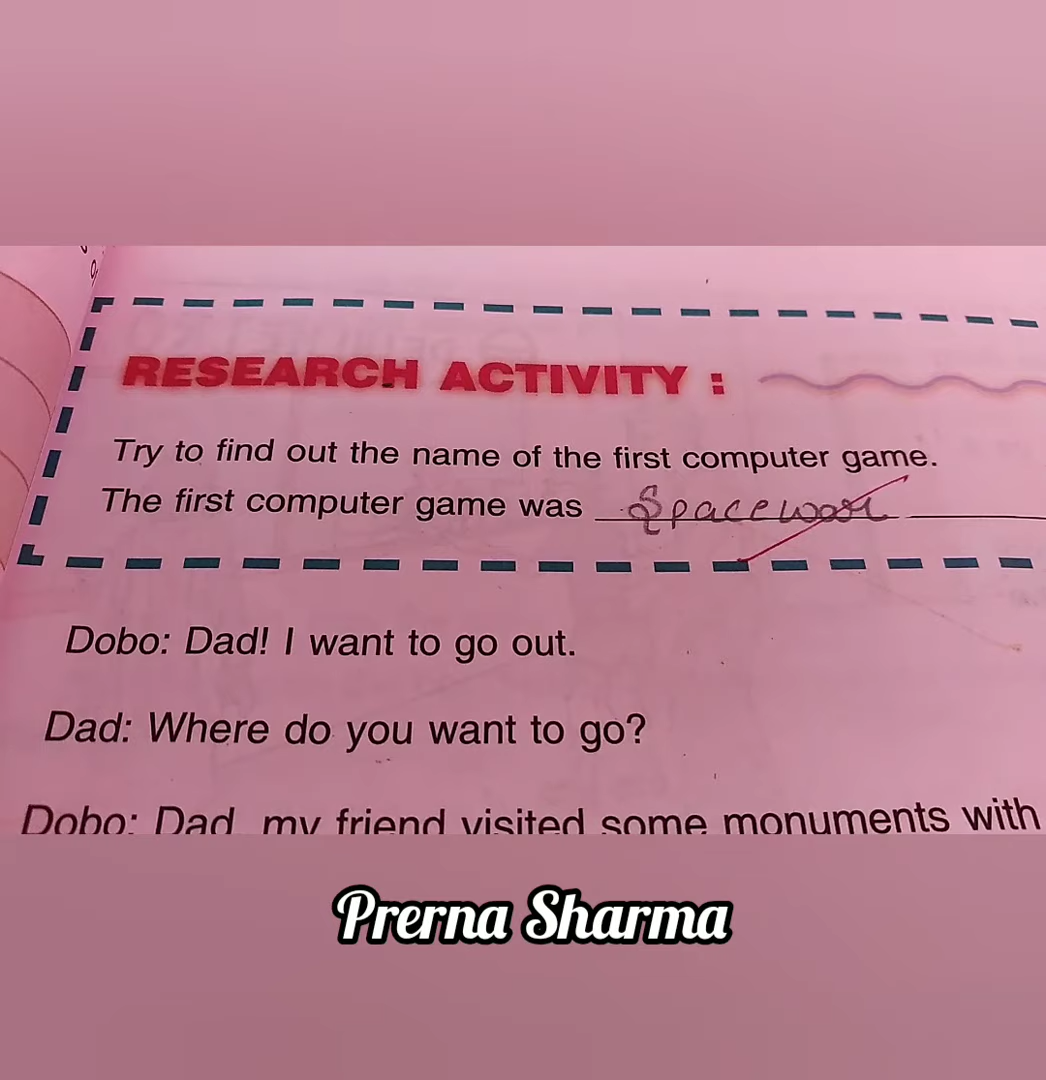 RESEARCH ACTIVITY :
Try to find out the name of the first computer game.
The first computer game was Spacewar
Dobo: Dad! I want to go out.
Dad: Where do you want to go?
Dobo: Dad, my friend visited some monuments with
Prerna Sharma